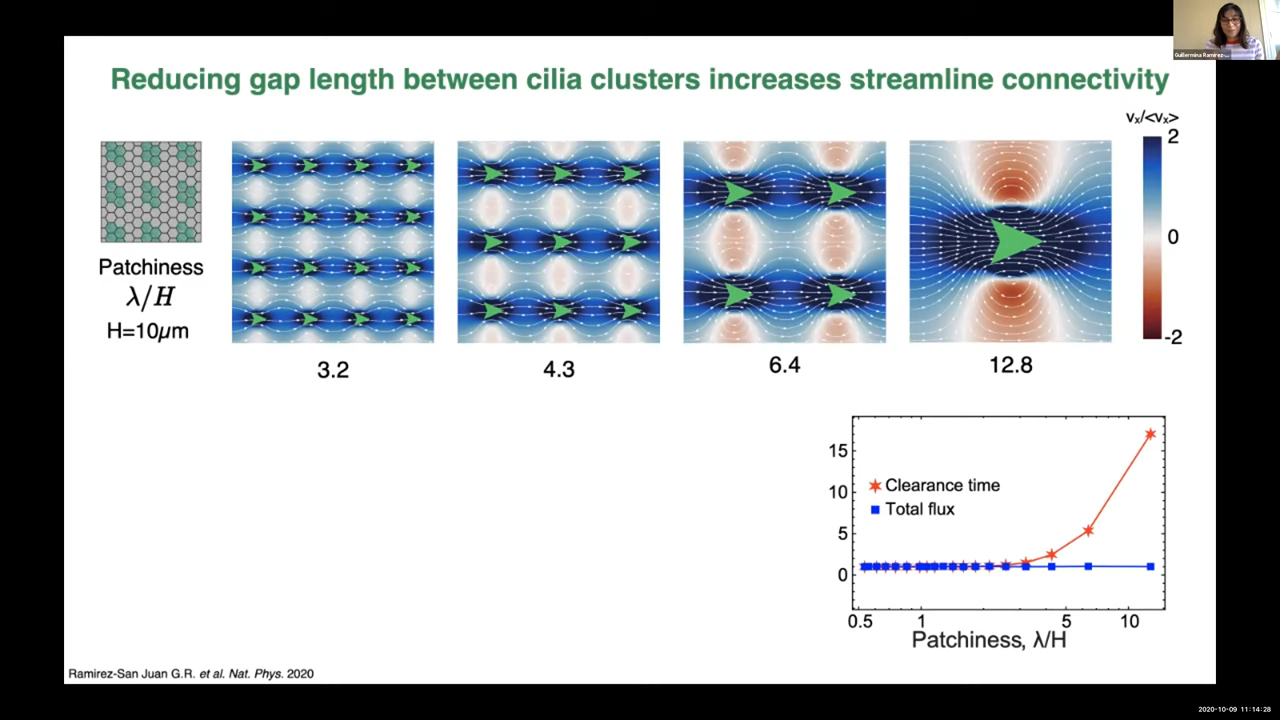 Guillermina Ramirez-...
Reducing gap length between cilia clusters increases streamline connectivity
vₓ/<vₓ>
2
0
-2
Patchiness
λ/H
H=10μm
3.2
4.3
6.4
12.8
15
10
5
0
Clearance time
Total flux
0.5
1
5
10
Patchiness, λ/H
Ramirez-San Juan G.R. et al. Nat. Phys. 2020
2020-10-09 11:14:28